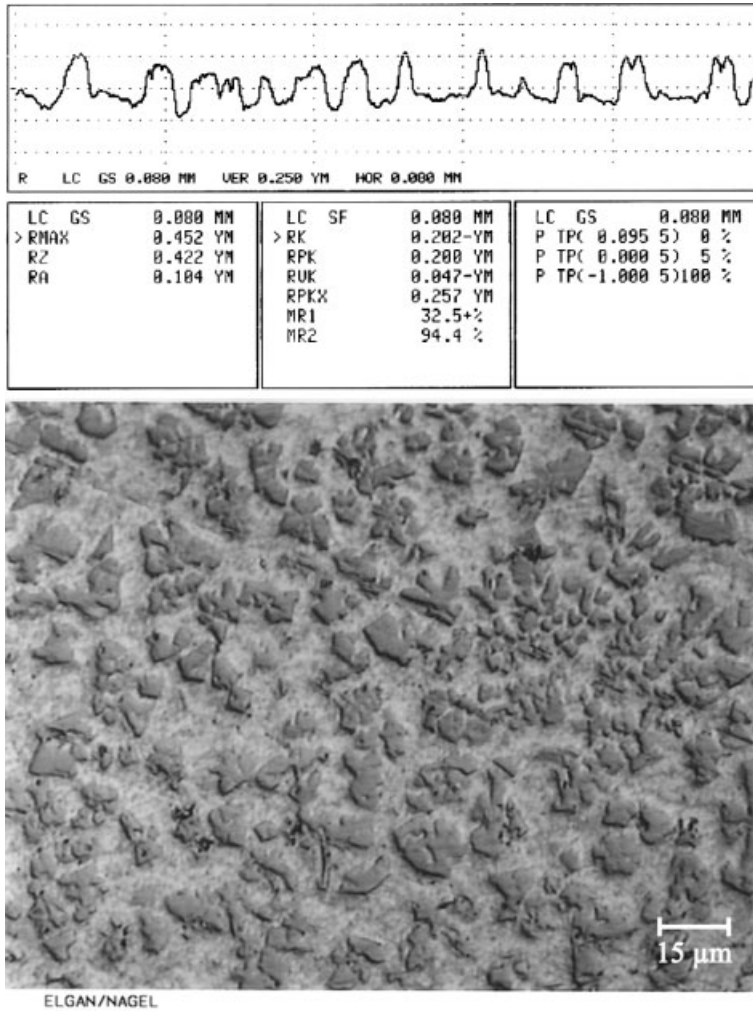 R LC GS 0.080 MM VER 0.250 YM HOR 0.080 MM
LC GS 0.080 MM
>RMAX 0.452 YM
RZ 0.422 YM
RA 0.104 YM
LC SF 0.080 MM
>RK 0.202-YM
RPK 0.200 YM
RVK 0.047-YM
RPKX 0.257 YM
MR1 32.5+%
MR2 94.4 %
LC GS 0.080 MM
P TP( 0.095 5) 0 %
P TP( 0.000 5) 5 %
P TP(-1.000 5)100 %
15 µm
ELGAN/NAGEL